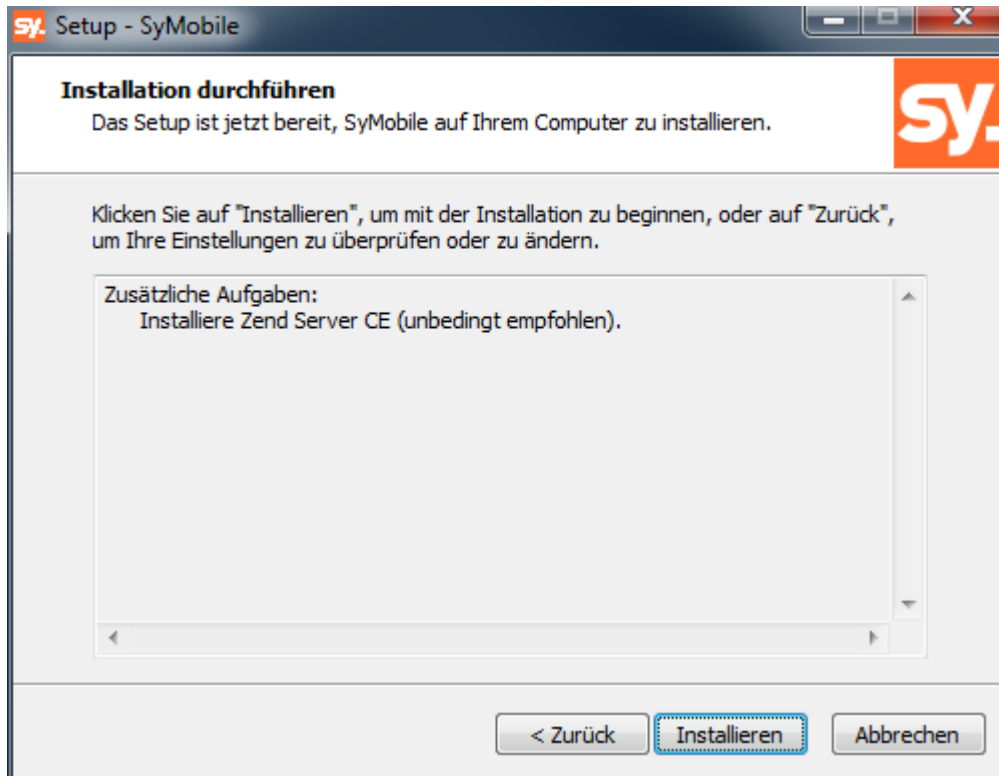 sy. Setup - SyMobile
Installation durchführen
Das Setup ist jetzt bereit, SyMobile auf Ihrem Computer zu installieren.
sy.
Klicken Sie auf "Installieren", um mit der Installation zu beginnen, oder auf "Zurück",
um Ihre Einstellungen zu überprüfen oder zu ändern.
Zusätzliche Aufgaben:
Installiere Zend Server CE (unbedingt empfohlen).
< Zurück Installieren Abbrechen